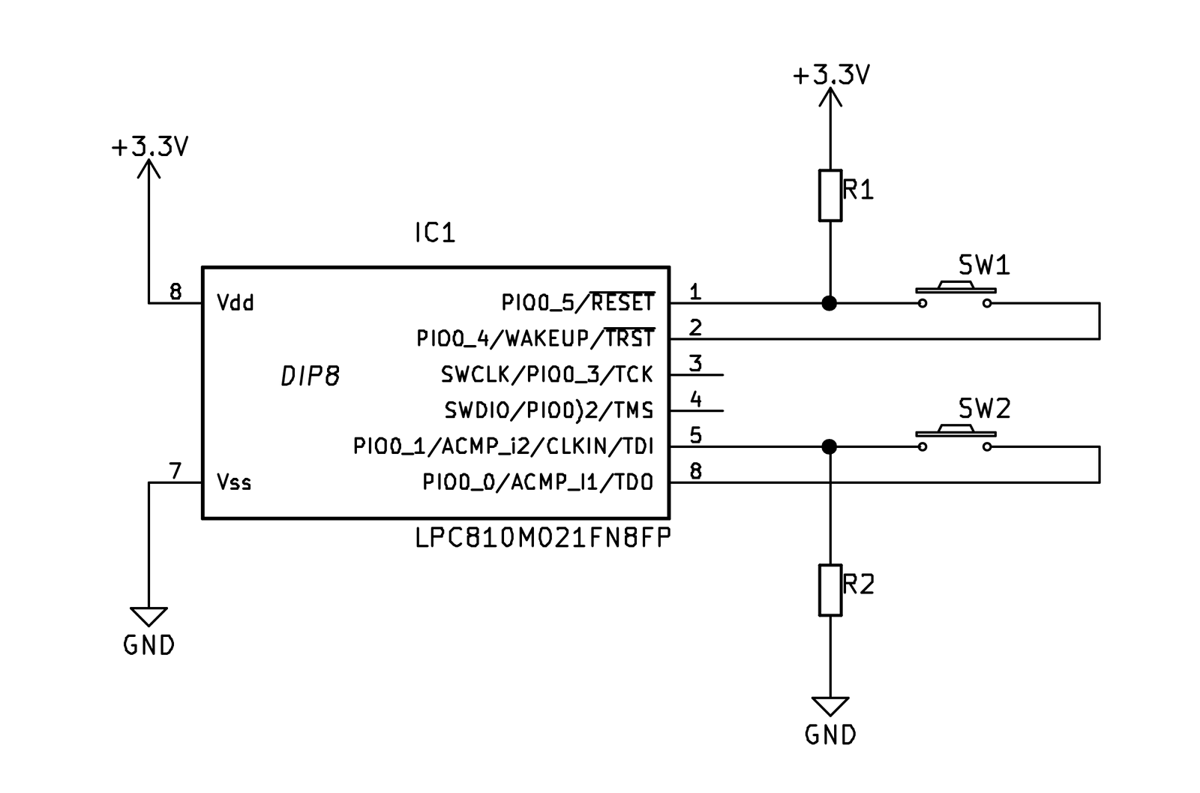 +3.3V
+3.3V
R1
IC1
SW1
8 Vdd
PIO0_5/RESET 1
PIO0_4/WAKEUP/TRST 2
DIP8
SWCLK/PIO0_3/TCK 3
SWDIO/PIO0)2/TMS 4
SW2
PIO0_1/ACMP_i2/CLKIN/TDI 5
7 Vss
PIO0_0/ACMP_I1/TDO 8
LPC810M021FN8FP
R2
GND
GND